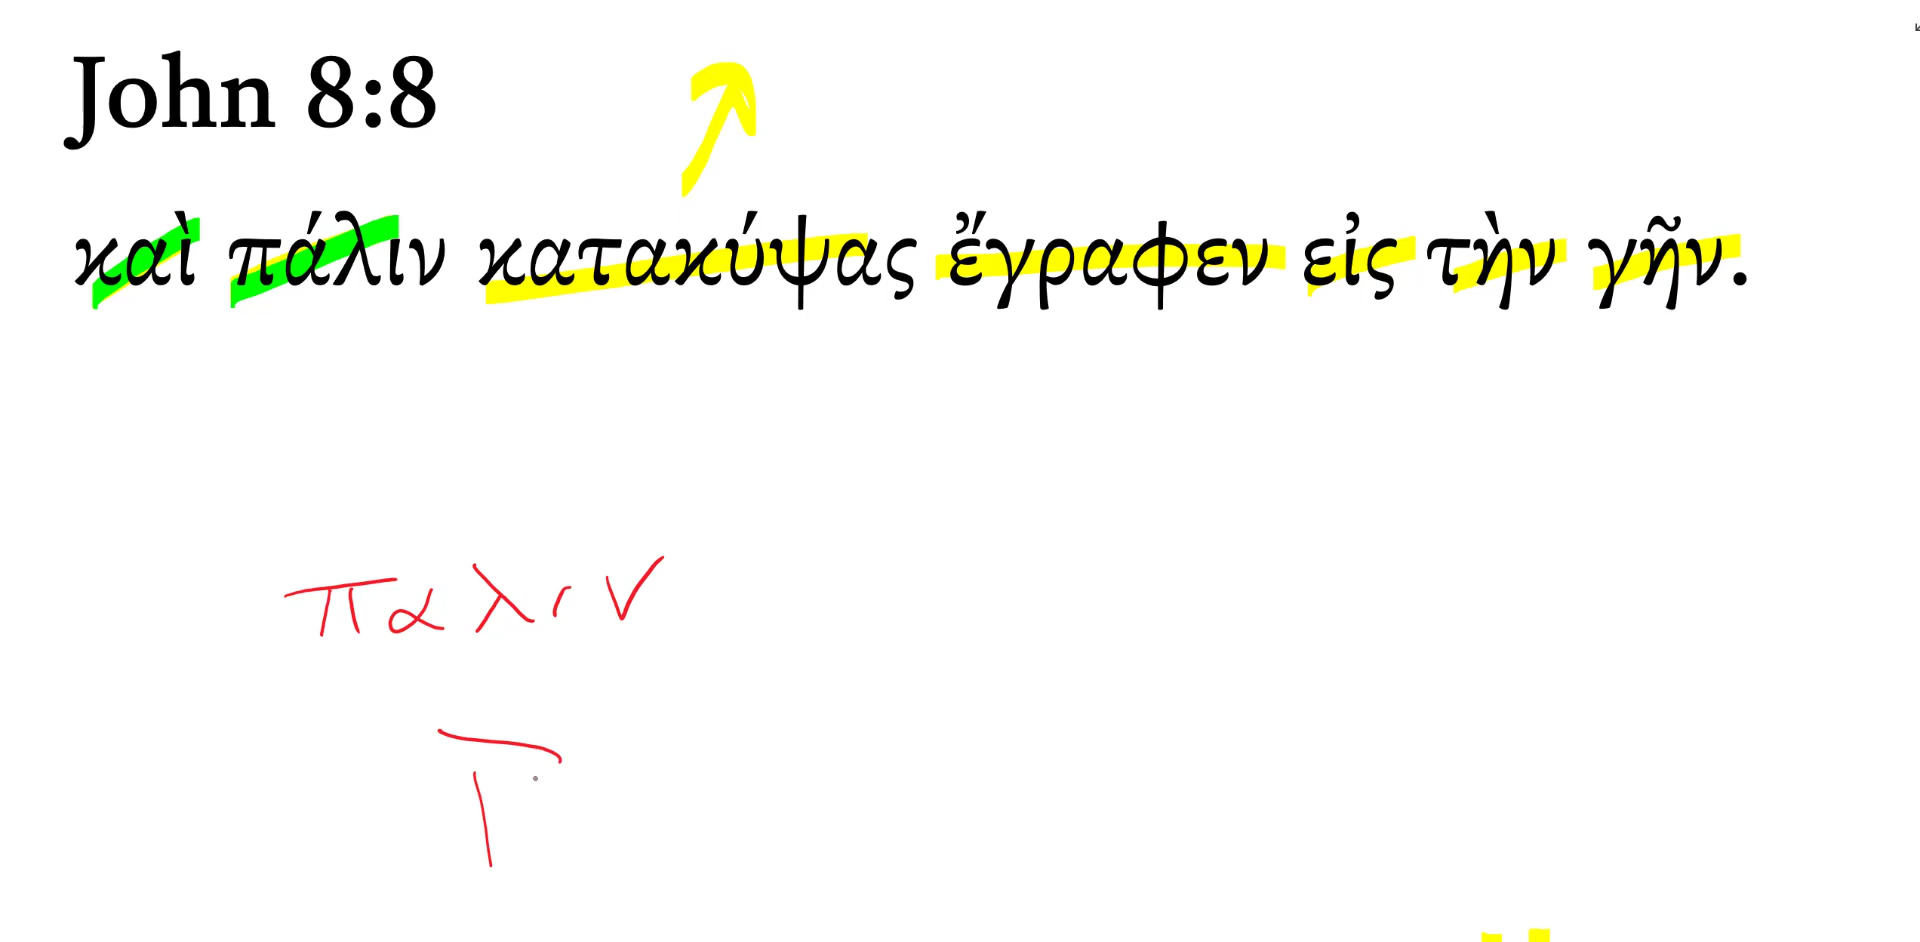 John 8:8
καὶ πάλιν κατακύψας ἔγραφεν εἰς τὴν γῆν.
παλιν